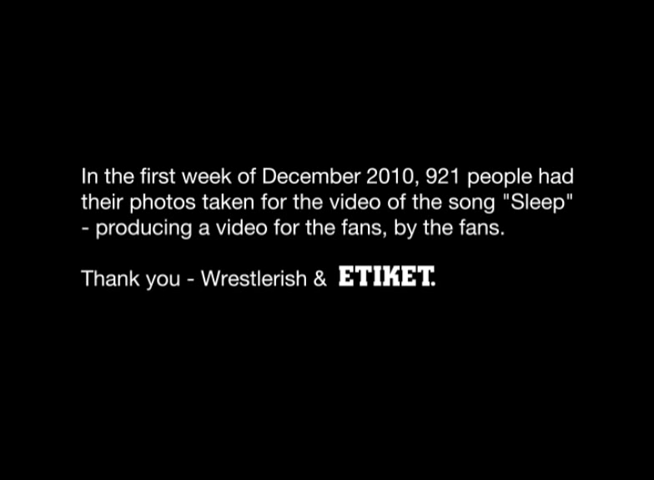 In the first week of December 2010, 921 people had
their photos taken for the video of the song "Sleep"
- producing a video for the fans, by the fans.
Thank you - Wrestlerish & ETIKET.